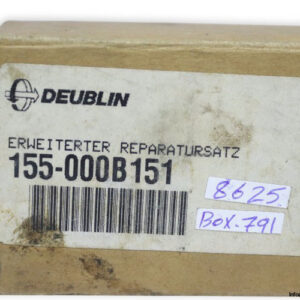 DEUBLIN
ERWEITERTER REPARATURSATZ
155-000B151
8625.
BOX.791